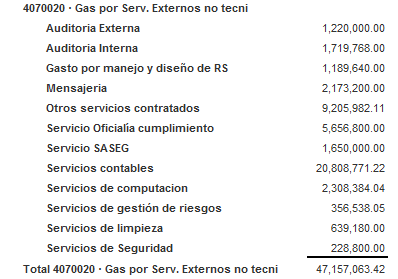 4070020 · Gas por Serv. Externos no tecni
Auditoria Externa 1,220,000.00
Auditoria Interna 1,719,768.00
Gasto por manejo y diseño de RS 1,189,640.00
Mensajeria 2,173,200.00
Otros servicios contratados 9,205,982.11
Servicio Oficialía cumplimiento 5,656,800.00
Servicio SASEG 1,650,000.00
Servicios contables 20,808,771.22
Servicios de computacion 2,308,384.04
Servicios de gestión de riesgos 356,538.05
Servicios de limpieza 639,180.00
Servicios de Seguridad 228,800.00
Total 4070020 · Gas por Serv. Externos no tecni 47,157,063.42